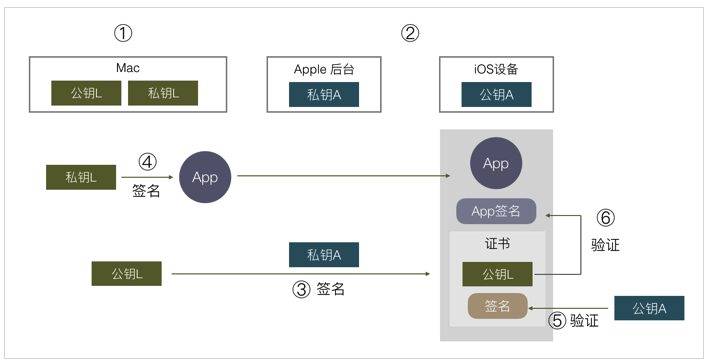 ①
②
Mac
公钥L 私钥L
Apple 后台
私钥A
iOS设备
公钥A
④
私钥L
签名
App
App
App签名
⑥
验证
证书
公钥L
私钥A
公钥L
③ 签名
签名
⑤ 验证
公钥A